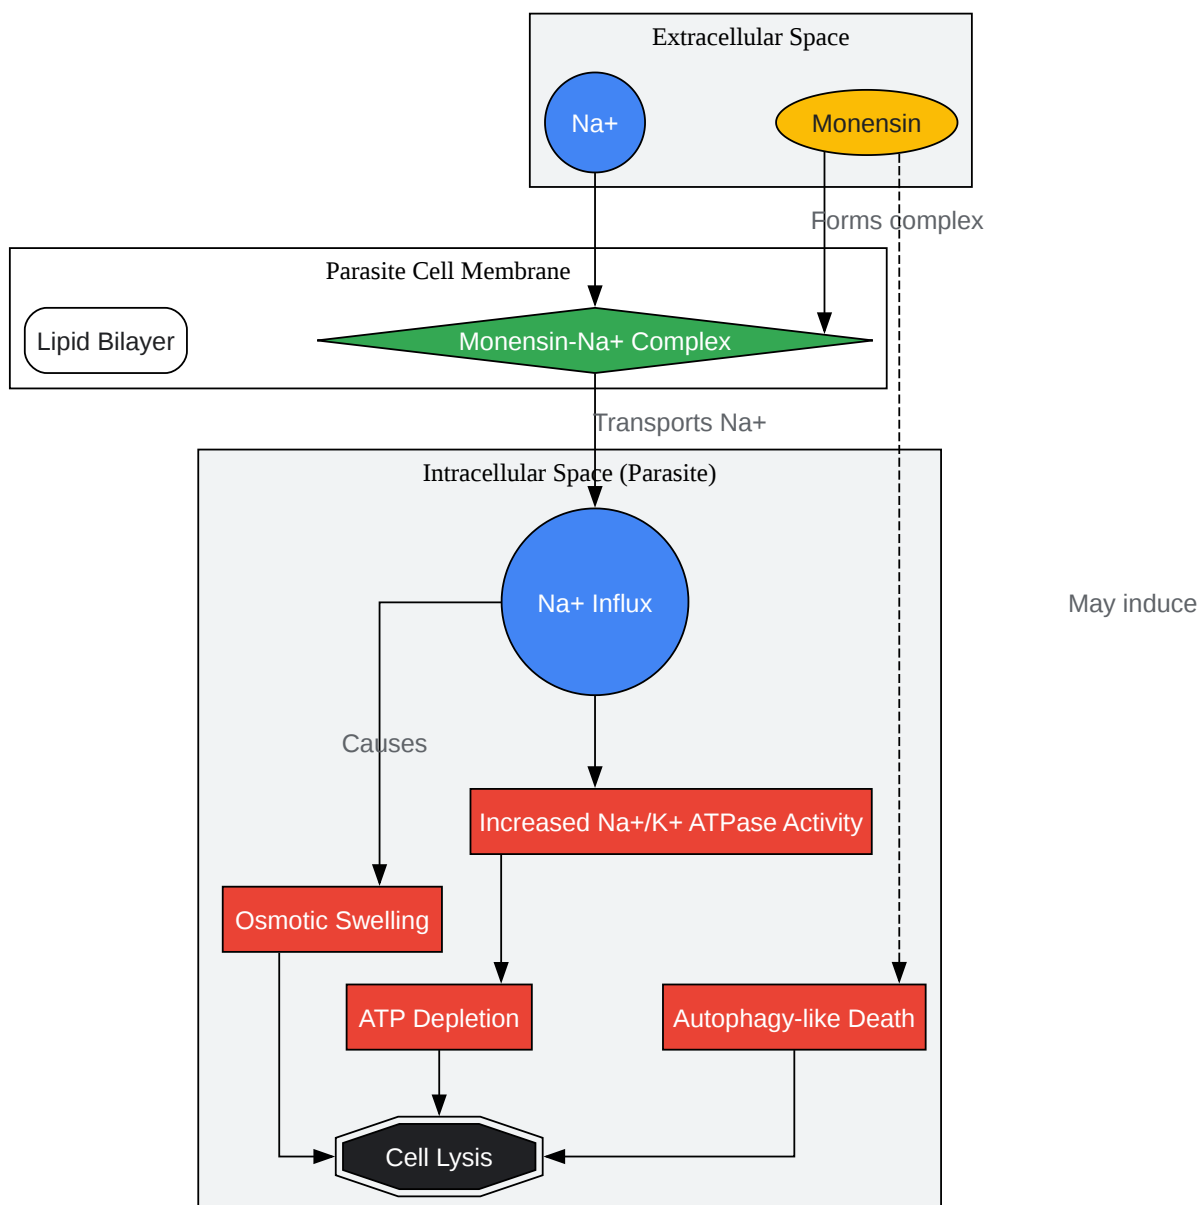 Extracellular Space
Na+
Monensin
Forms complex
Parasite Cell Membrane
Lipid Bilayer
Monensin-Na+ Complex
Transports Na+
Intracellular Space (Parasite)
Na+ Influx
May induce
Causes
Increased Na+/K+ ATPase Activity
Osmotic Swelling
ATP Depletion
Autophagy-like Death
Cell Lysis